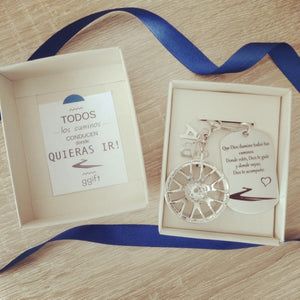 TODOS
los caminos
CONDUCEN
donde
QUIERAS IR!
ggift
Que Dios ilumine todos tus
caminos.
Donde estés, Dios te guíe
y donde vayas,
Dios te acompañe.